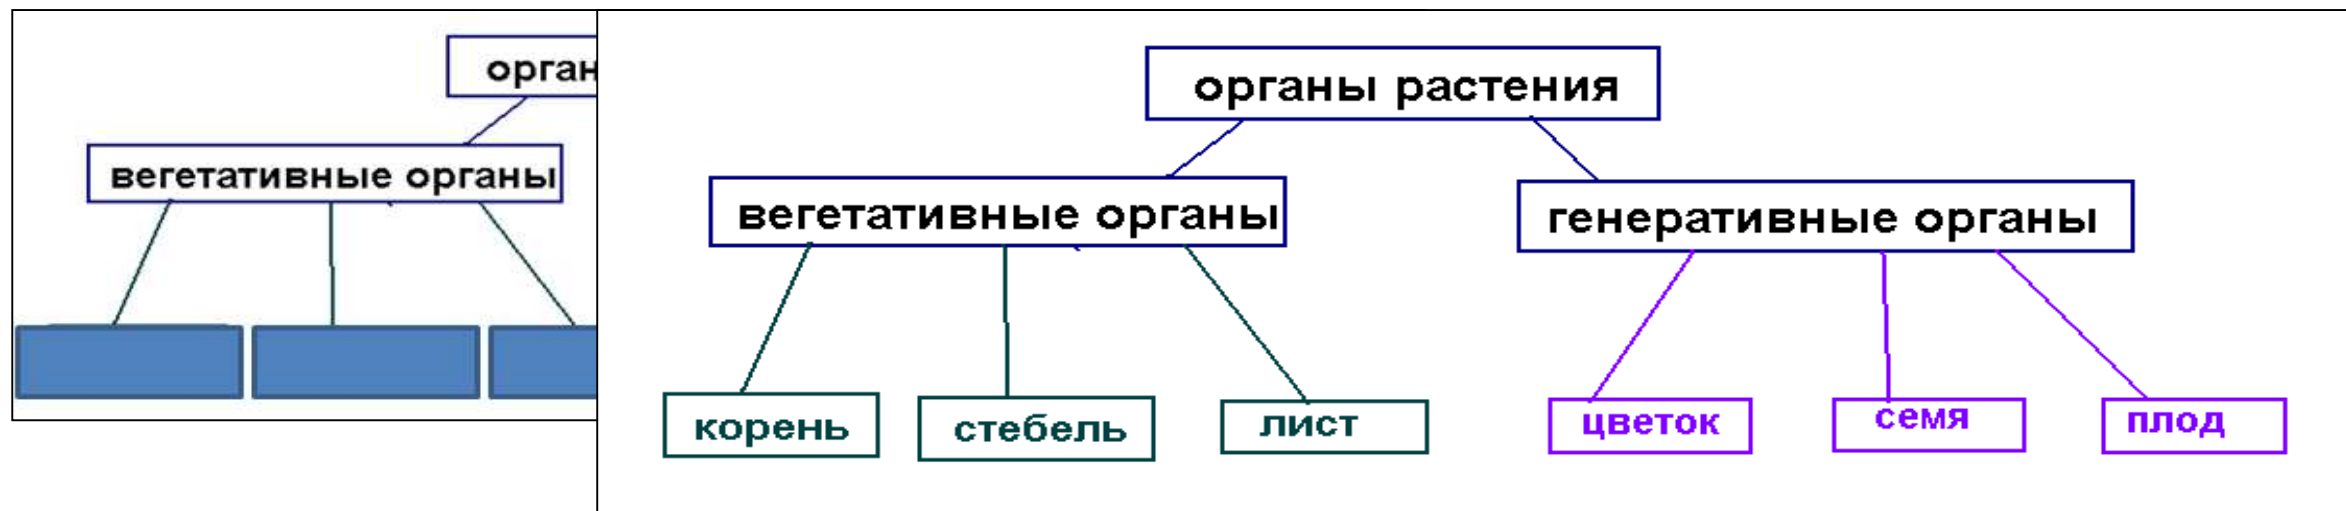 орган
вегетативные органы
органы растения
вегетативные органы
генеративные органы
корень
стебель
лист
цветок
семя
плод